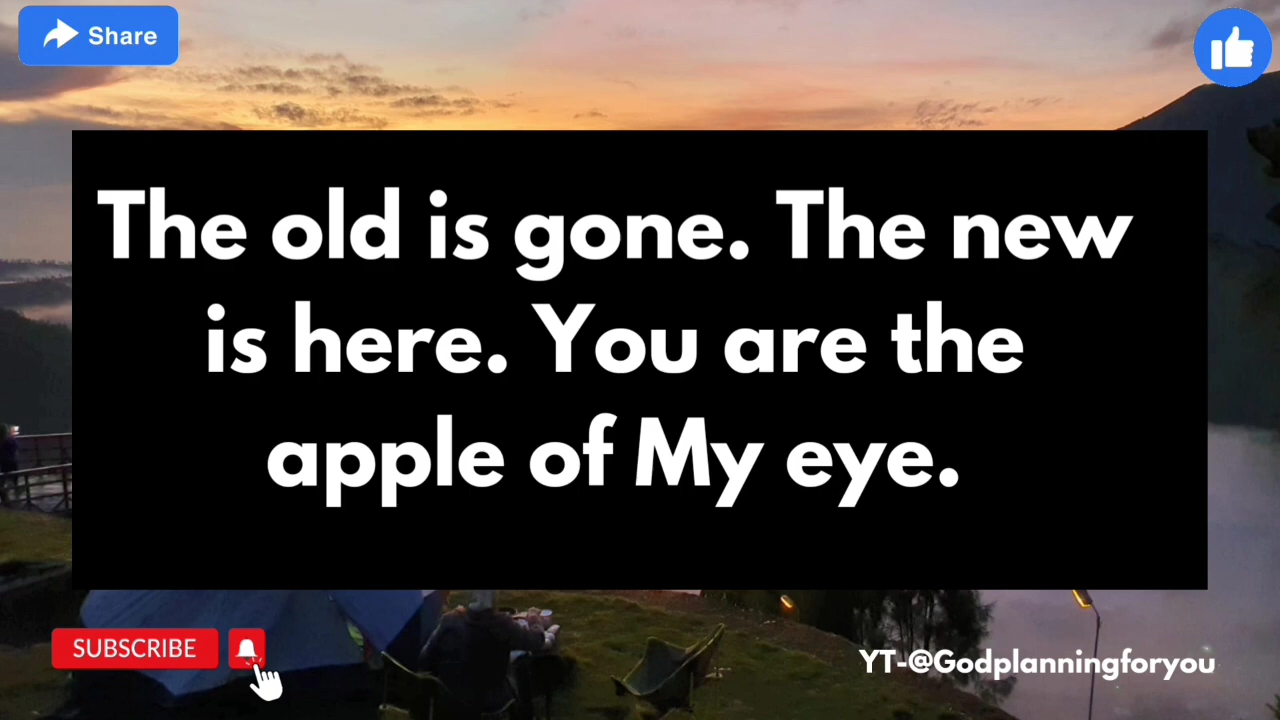 Share
The old is gone. The new
is here. You are the
apple of My eye.
SUBSCRIBE
YT-@Godplanningforyou